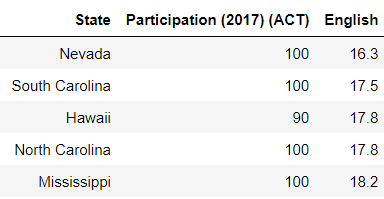 State Participation (2017) (ACT) English
Nevada 100 16.3
South Carolina 100 17.5
Hawaii 90 17.8
North Carolina 100 17.8
Mississippi 100 18.2